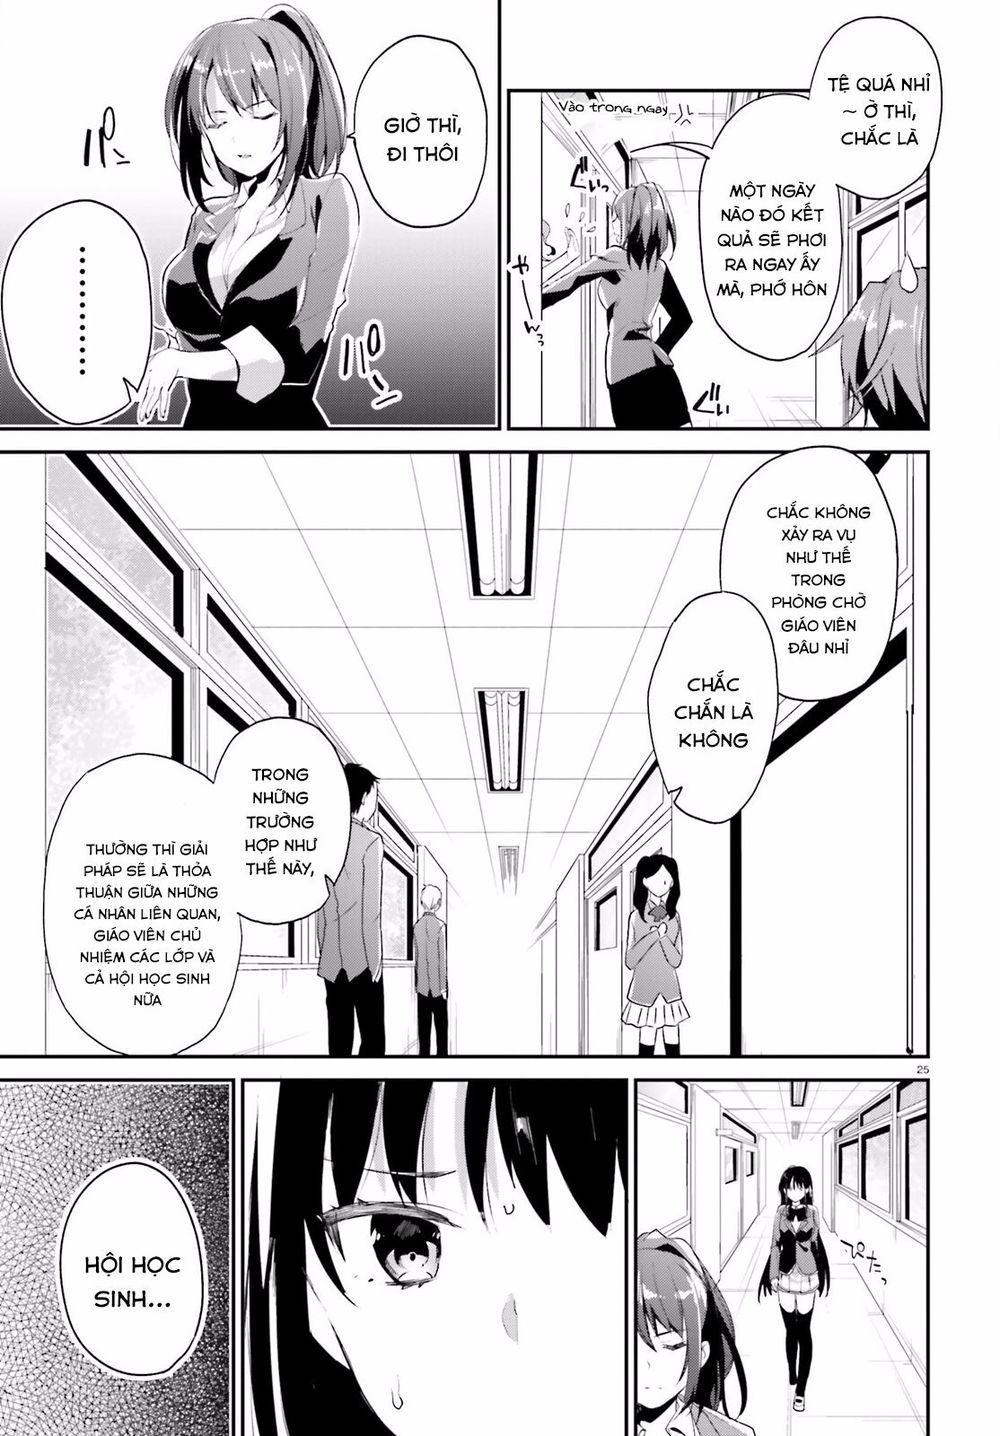 TỆ QUÁ NHỈ
~ Ờ THÌ,
CHẮC LÀ
Vào trong ngay
MỘT NGÀY
NÀO ĐÓ KẾT
QUẢ SẼ PHƠI
RA NGAY ẤY
MÀ, PHỚ HÔN
GIỜ THÌ,
ĐI THÔI
.........
CHẮC KHÔNG
XẢY RA VỤ
NHƯ THẾ
TRONG
PHÒNG CHỜ
GIÁO VIÊN
ĐÂU NHỈ
CHẮC
CHẮN LÀ
KHÔNG
TRONG
NHỮNG
TRƯỜNG
HỢP NHƯ
THẾ NÀY,
THƯỜNG THÌ GIẢI
PHÁP SẼ LÀ THỎA
THUẬN GIỮA NHỮNG
CÁ NHÂN LIÊN QUAN,
GIÁO VIÊN CHỦ
NHIỆM CÁC LỚP VÀ
CẢ HỘI HỌC SINH
NỮA
25
ぴたっ
HỘI HỌC
SINH...